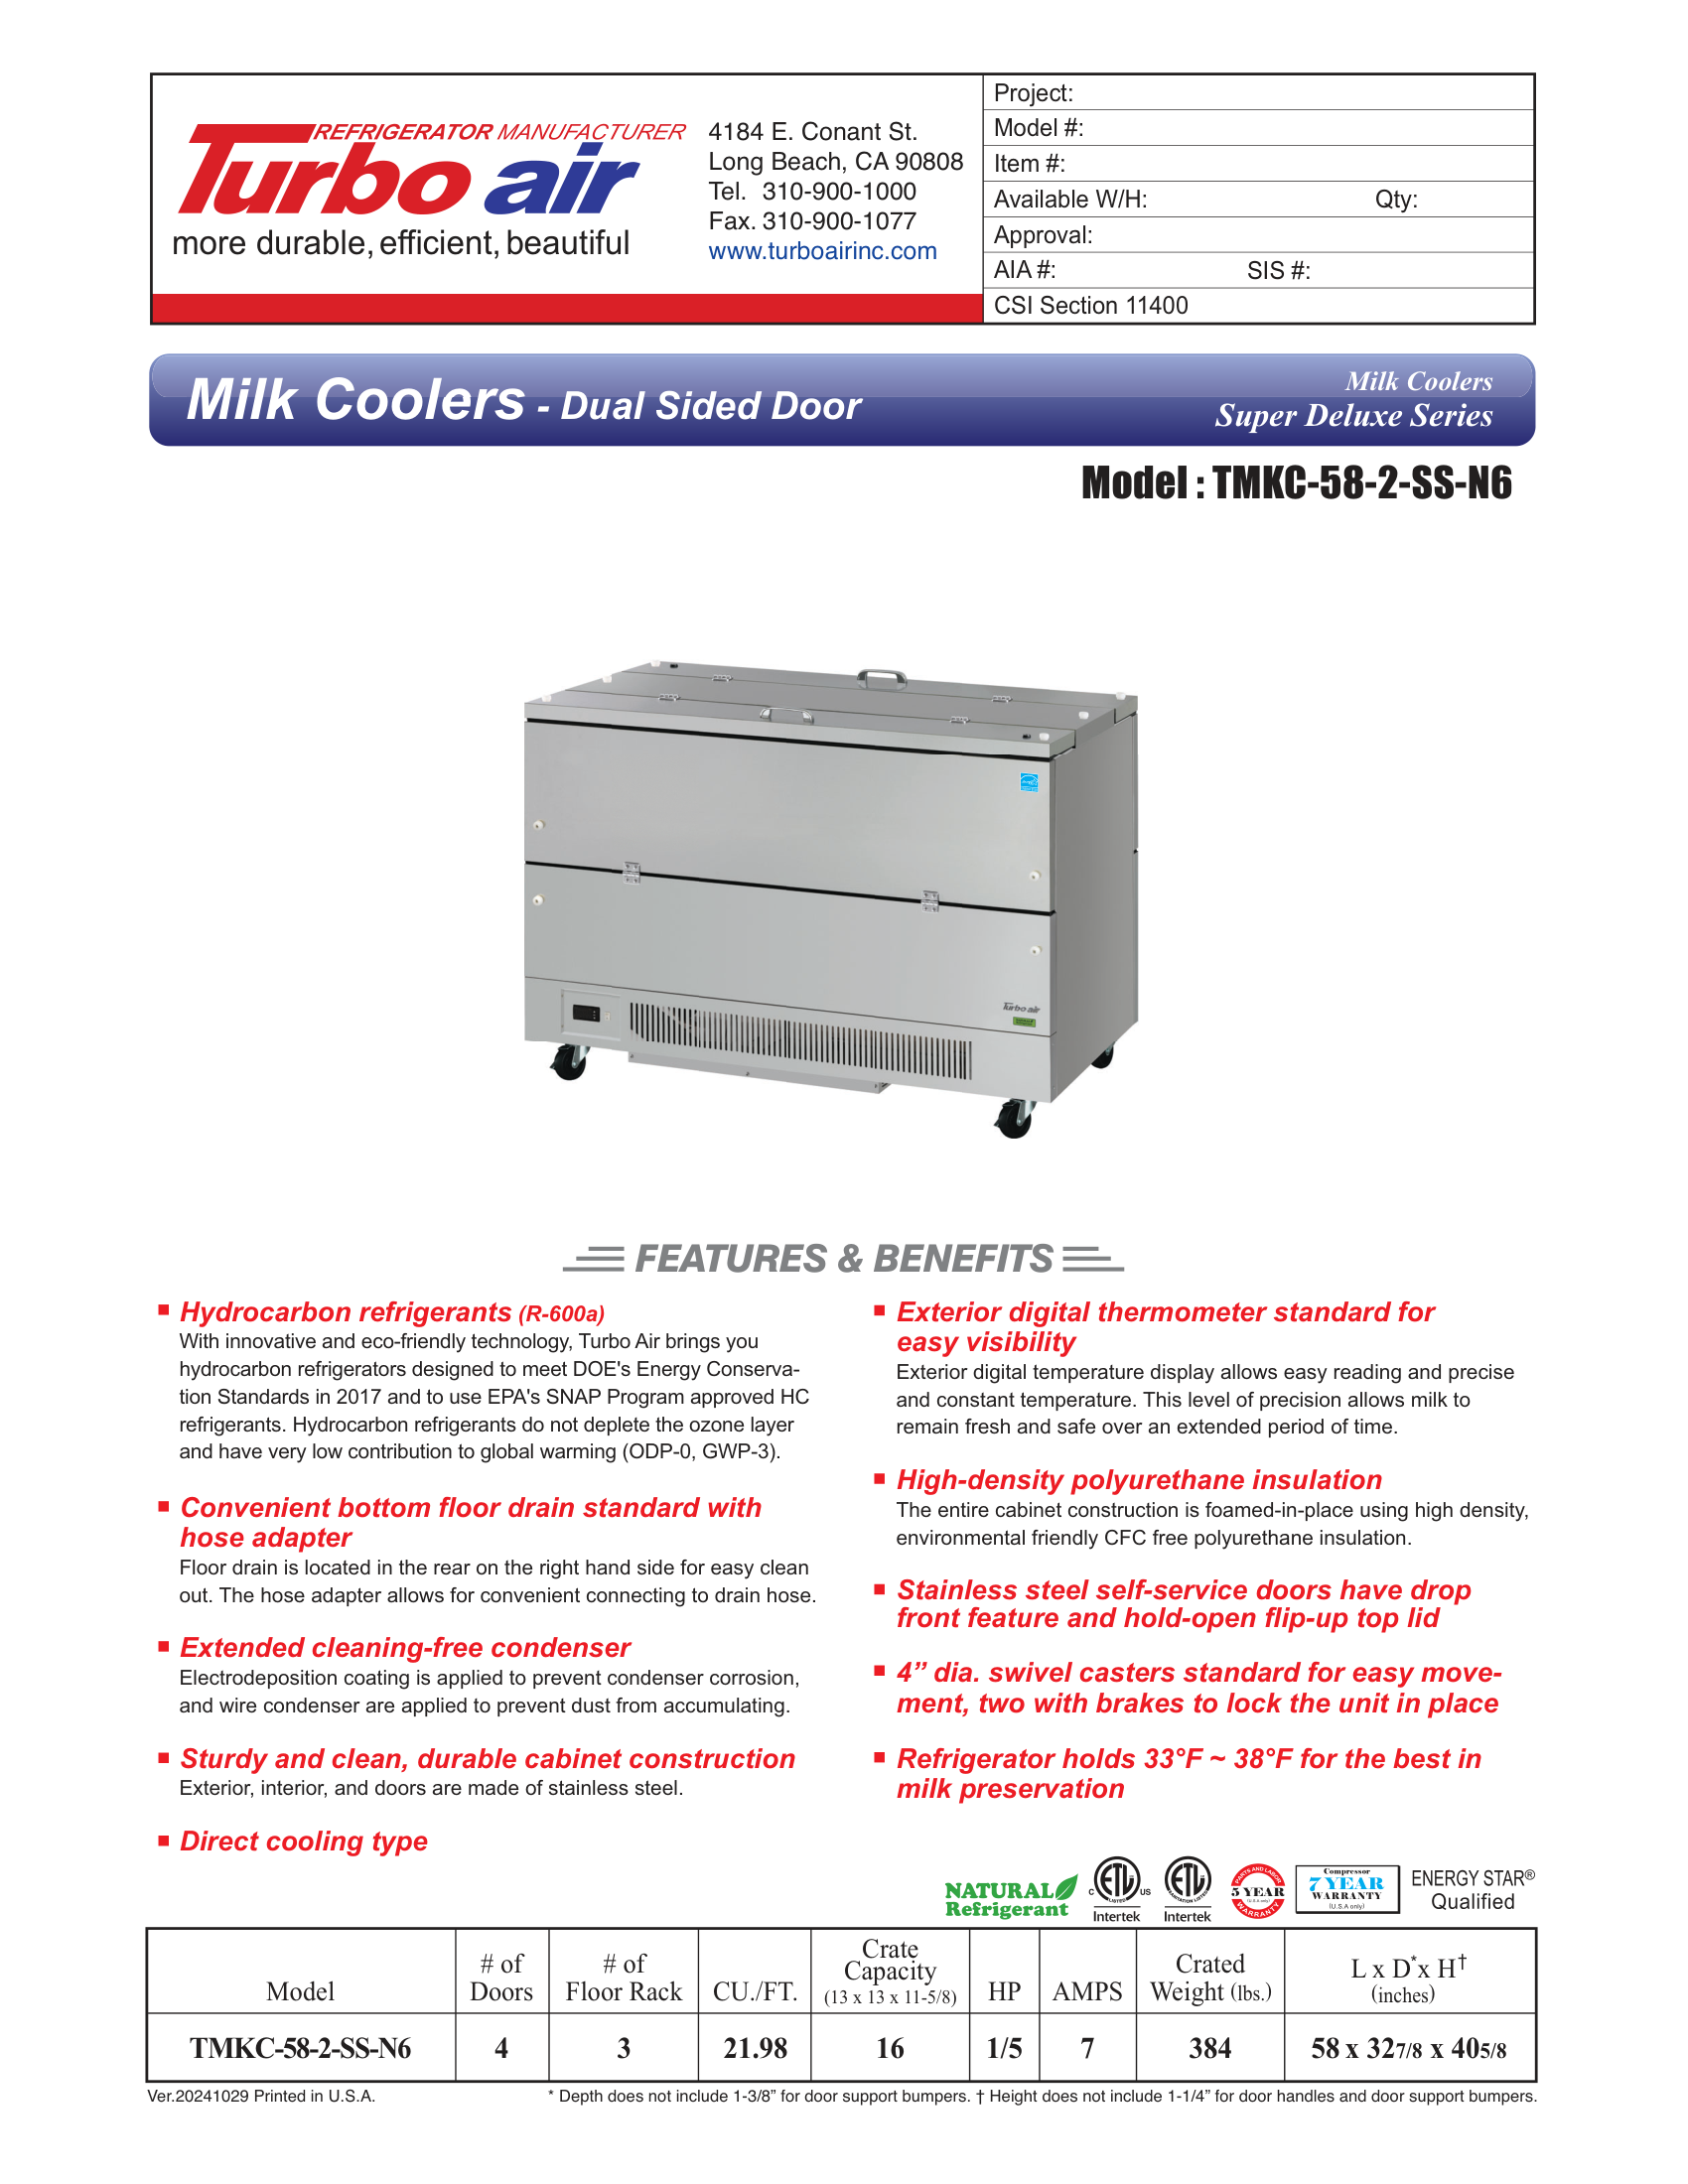 REFRIGERATOR MANUFACTURER
Turbo air
more durable, efficient, beautiful
4184 E. Conant St.
Long Beach, CA 90808
Tel. 310-900-1000
Fax. 310-900-1077
www.turboairinc.com
Project:
Model #:
Item #:
Available W/H: Qty:
Approval:
AIA #: SIS #:
CSI Section 11400
Milk Coolers - Dual Sided Door
Milk Coolers
Super Deluxe Series
Model : TMKC-58-2-SS-N6
Turbo air
FEATURES & BENEFITS
Hydrocarbon refrigerants (R-600a)
With innovative and eco-friendly technology, Turbo Air brings you
hydrocarbon refrigerators designed to meet DOE's Energy Conserva-
tion Standards in 2017 and to use EPA's SNAP Program approved HC
refrigerants. Hydrocarbon refrigerants do not deplete the ozone layer
and have very low contribution to global warming (ODP-0, GWP-3).
Convenient bottom floor drain standard with
hose adapter
Floor drain is located in the rear on the right hand side for easy clean
out. The hose adapter allows for convenient connecting to drain hose.
Extended cleaning-free condenser
Electrodeposition coating is applied to prevent condenser corrosion,
and wire condenser are applied to prevent dust from accumulating.
Sturdy and clean, durable cabinet construction
Exterior, interior, and doors are made of stainless steel.
Direct cooling type
Exterior digital thermometer standard for
easy visibility
Exterior digital temperature display allows easy reading and precise
and constant temperature. This level of precision allows milk to
remain fresh and safe over an extended period of time.
High-density polyurethane insulation
The entire cabinet construction is foamed-in-place using high density,
environmental friendly CFC free polyurethane insulation.
Stainless steel self-service doors have drop
front feature and hold-open flip-up top lid
4” dia. swivel casters standard for easy move-
ment, two with brakes to lock the unit in place
Refrigerator holds 33°F ~ 38°F for the best in
milk preservation
NATURAL
Refrigerant
C ETL US
LISTED
Intertek
ETL
SANITATION LISTED
Intertek
PARTS AND LABOR
5 YEAR
(U.S.A only)
WARRANTY
Compressor
7 YEAR
WARRANTY
(U.S.A only)
ENERGY STAR®
Qualified
Model # of Doors # of Floor Rack CU./FT. Crate Capacity (13 x 13 x 11-5/8) HP AMPS Crated Weight (lbs.) L x D* x H† (inches)
TMKC-58-2-SS-N6 4 3 21.98 16 1/5 7 384 58 x 327/8 x 405/8
Ver.20241029 Printed in U.S.A.
* Depth does not include 1-3/8” for door support bumpers. † Height does not include 1-1/4” for door handles and door support bumpers.